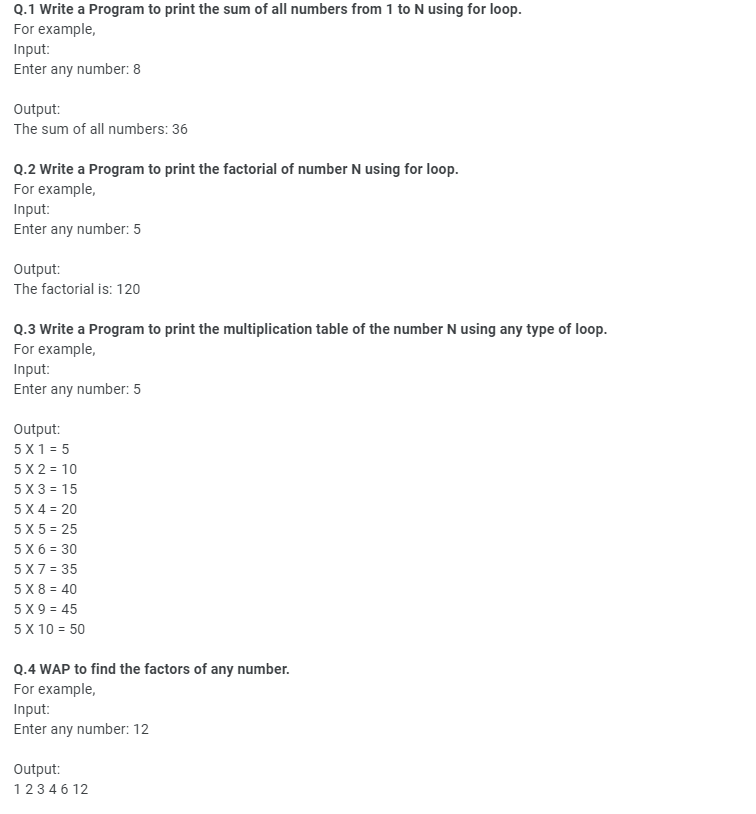 Q.1 Write a Program to print the sum of all numbers from 1 to N using for loop.
For example,
Input:
Enter any number: 8
Output:
The sum of all numbers: 36
Q.2 Write a Program to print the factorial of number N using for loop.
For example,
Input:
Enter any number: 5
Output:
The factorial is: 120
Q.3 Write a Program to print the multiplication table of the number N using any type of loop.
For example,
Input:
Enter any number: 5
Output:
5 X 1 = 5
5 X 2 = 10
5 X 3 = 15
5 X 4 = 20
5 X 5 = 25
5 X 6 = 30
5 X 7 = 35
5 X 8 = 40
5 X 9 = 45
5 X 10 = 50
Q.4 WAP to find the factors of any number.
For example,
Input:
Enter any number: 12
Output:
1 2 3 4 6 12